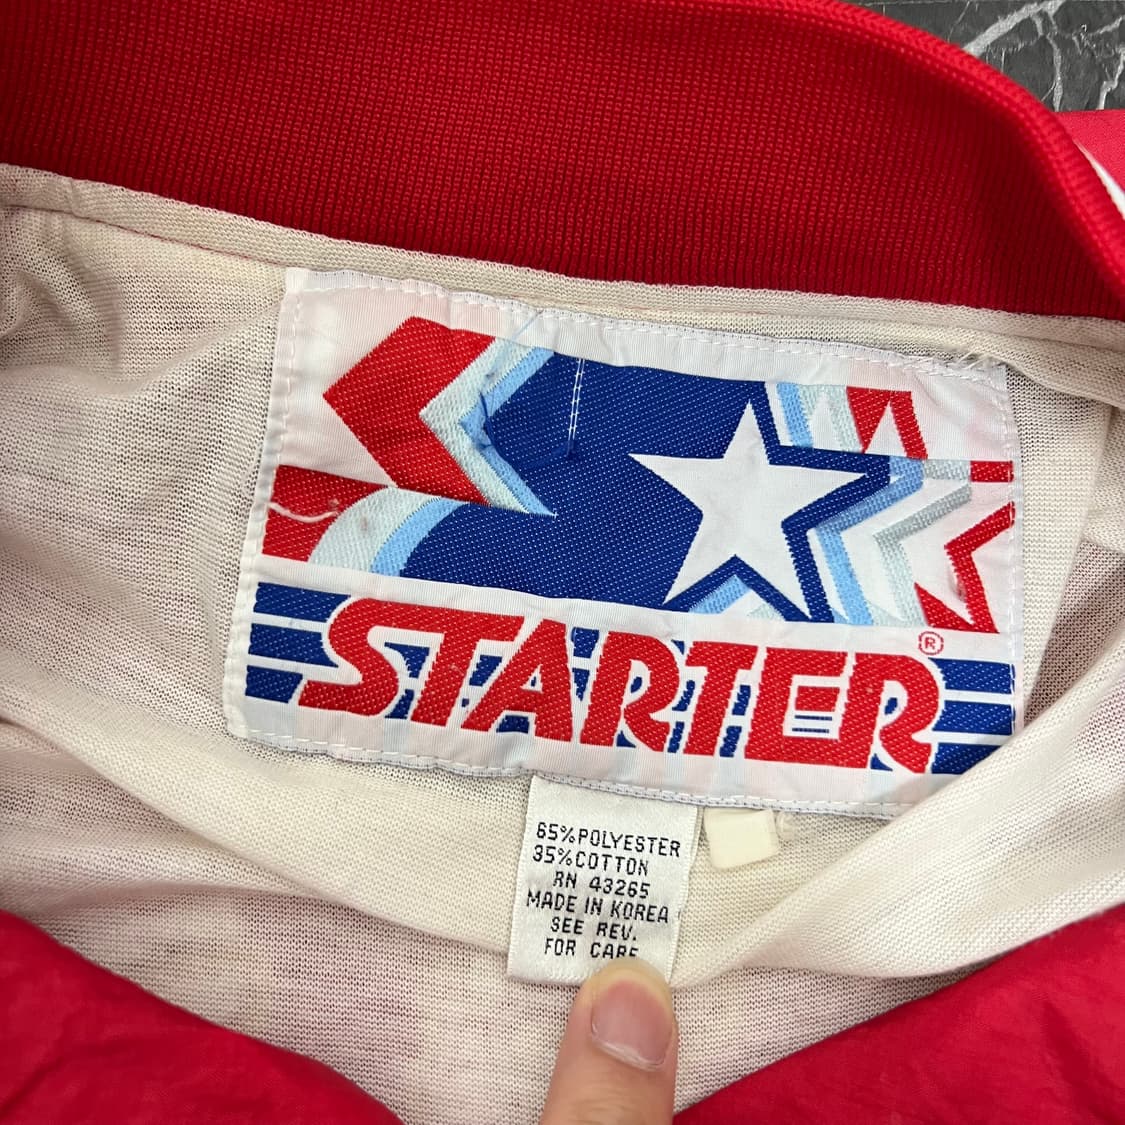 STARTER®
65%POLYESTER
35%COTTON
RN 43265
MADE IN KOREA
SEE REV.
FOR CARE